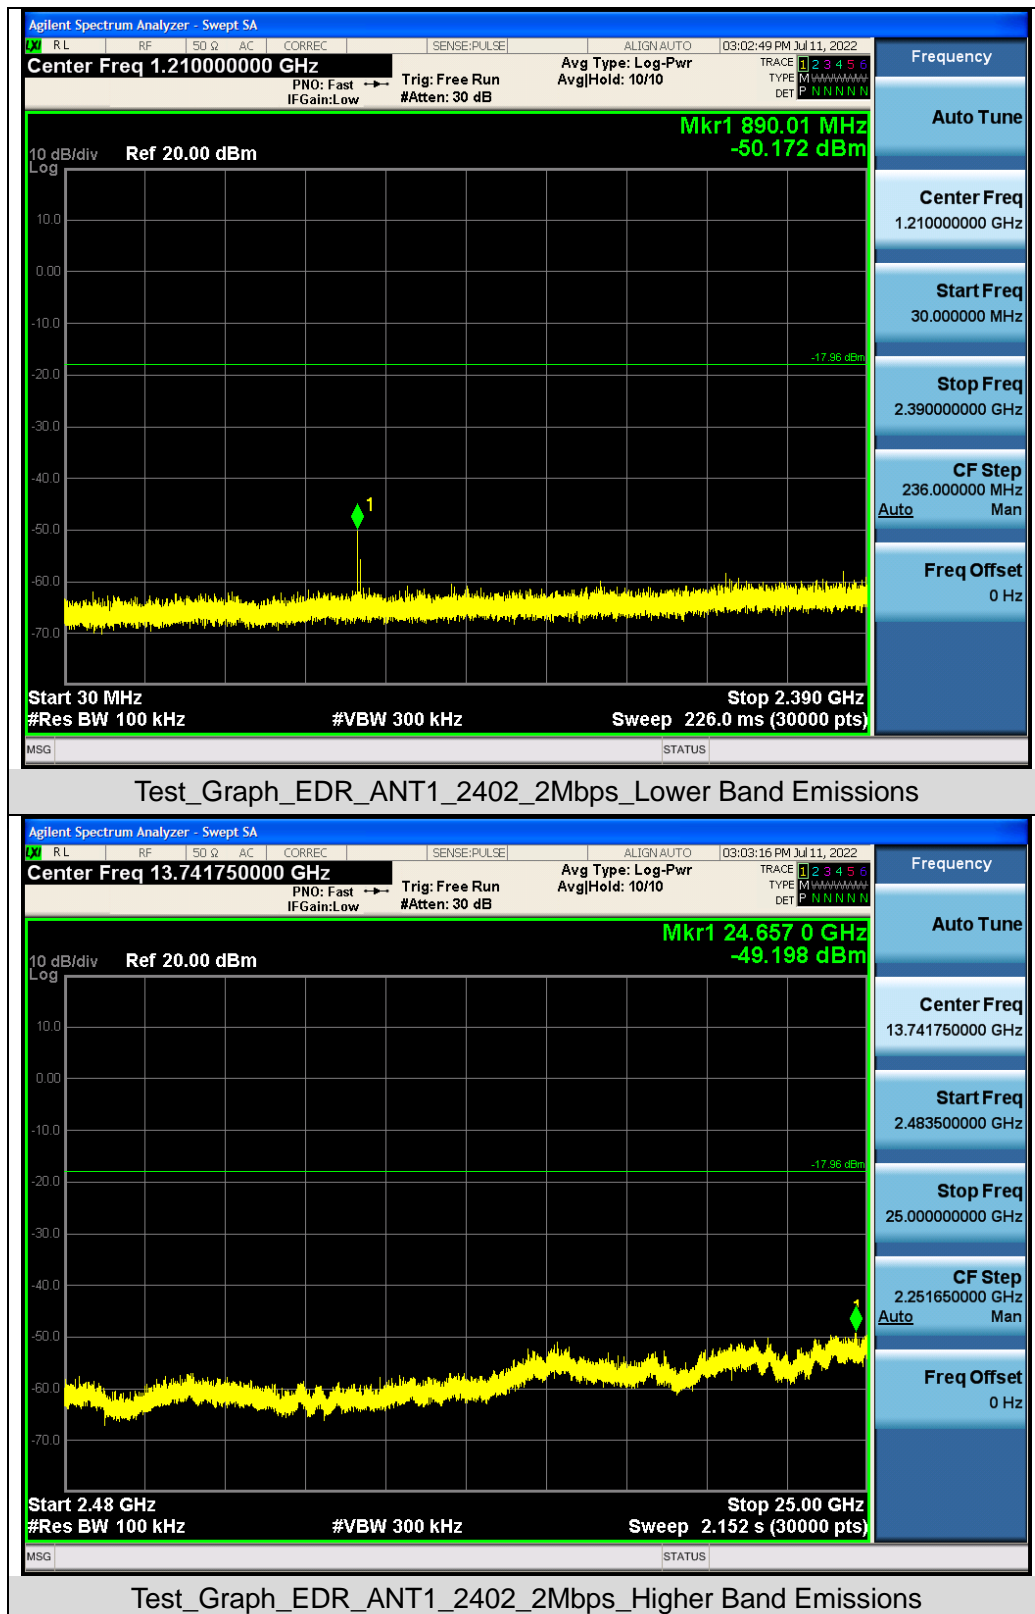 Agilent Spectrum Analyzer - Swept SA
LXI RL RF 50 Ω AC CORREC SENSE:PULSE ALIGN AUTO 03:02:49 PM Jul 11, 2022
Center Freq 1.210000000 GHz
PNO: Fast
IFGain:Low
Trig: Free Run
#Atten: 30 dB
Avg Type: Log-Pwr
Avg|Hold: 10/10
TRACE 1 2 3 4 5 6
TYPE M
DET P N N N N N
Mkr1 890.01 MHz
-50.172 dBm
10 dB/div Ref 20.00 dBm
Log
10.0
0.00
-10.0
-17.96 dBm
-20.0
-30.0
-40.0
1
-50.0
-60.0
-70.0
Start 30 MHz Stop 2.390 GHz
#Res BW 100 kHz #VBW 300 kHz Sweep 226.0 ms (30000 pts)
MSG STATUS
Frequency
Auto Tune
Center Freq
1.210000000 GHz
Start Freq
30.000000 MHz
Stop Freq
2.390000000 GHz
CF Step
236.000000 MHz
Auto Man
Freq Offset
0 Hz
Test_Graph_EDR_ANT1_2402_2Mbps_Lower Band Emissions
Agilent Spectrum Analyzer - Swept SA
LXI RL RF 50 Ω AC CORREC SENSE:PULSE ALIGN AUTO 03:03:16 PM Jul 11, 2022
Center Freq 13.741750000 GHz
PNO: Fast
IFGain:Low
Trig: Free Run
#Atten: 30 dB
Avg Type: Log-Pwr
Avg|Hold: 10/10
TRACE 1 2 3 4 5 6
TYPE M
DET P N N N N N
Mkr1 24.657 0 GHz
-49.198 dBm
10 dB/div Ref 20.00 dBm
Log
10.0
0.00
-10.0
-17.96 dBm
-20.0
-30.0
-40.0
1
-50.0
-60.0
-70.0
Start 2.48 GHz Stop 25.00 GHz
#Res BW 100 kHz #VBW 300 kHz Sweep 2.152 s (30000 pts)
MSG STATUS
Frequency
Auto Tune
Center Freq
13.741750000 GHz
Start Freq
2.483500000 GHz
Stop Freq
25.000000000 GHz
CF Step
2.251650000 GHz
Auto Man
Freq Offset
0 Hz
Test_Graph_EDR_ANT1_2402_2Mbps_Higher Band Emissions